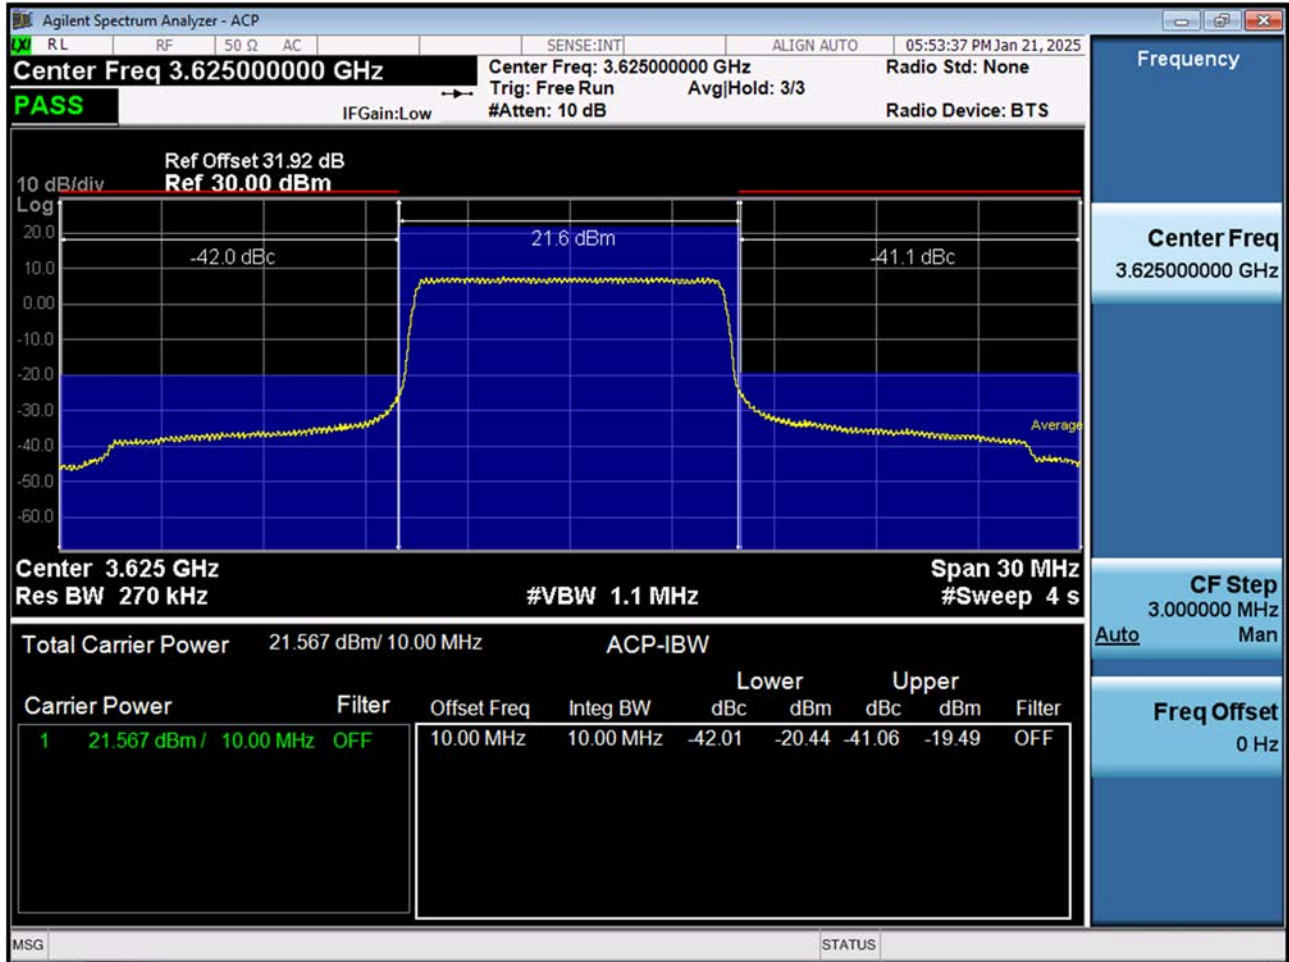 Agilent Spectrum Analyzer - ACP
LXI RL RF 50 Ω AC SENSE:INT ALIGN AUTO 05:53:37 PM Jan 21, 2025
Center Freq 3.625000000 GHz
Center Freq: 3.625000000 GHz Radio Std: None
Trig: Free Run Avg|Hold: 3/3
PASS
IFGain:Low #Atten: 10 dB Radio Device: BTS
Ref Offset 31.92 dB
10 dB/div Ref 30.00 dBm
Log
20.0
10.0
0.00
-10.0
-20.0
-30.0
-40.0
-50.0
-60.0
-42.0 dBc
21.6 dBm
-41.1 dBc
Average
Center 3.625 GHz Span 30 MHz
Res BW 270 kHz #VBW 1.1 MHz #Sweep 4 s
Total Carrier Power 21.567 dBm/ 10.00 MHz ACP-IBW
Lower Upper
Carrier Power Filter Offset Freq Integ BW dBc dBm dBc dBm Filter
1 21.567 dBm / 10.00 MHz OFF 10.00 MHz 10.00 MHz -42.01 -20.44 -41.06 -19.49 OFF
MSG STATUS
Frequency
Center Freq
3.625000000 GHz
CF Step
3.000000 MHz
Auto Man
Freq Offset
0 Hz